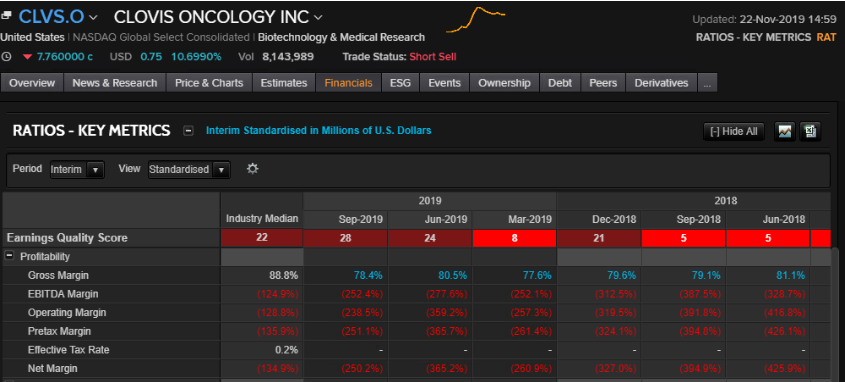 CLVS.O CLOVIS ONCOLOGY INC
Updated: 22-Nov-2019 14:59
United States | NASDAQ Global Select Consolidated | Biotechnology & Medical Research
RATIOS - KEY METRICS RAT
7.760000 c USD 0.75 10.6990% Vol 8,143,989 Trade Status: Short Sell
Overview News & Research Price & Charts Estimates Financials ESG Events Ownership Debt Peers Derivatives ...
RATIOS - KEY METRICS Interim Standardised in Millions of U.S. Dollars [-] Hide All
Period Interim View Standardised
2019 2018
Industry Median Sep-2019 Jun-2019 Mar-2019 Dec-2018 Sep-2018 Jun-2018
Earnings Quality Score 22 28 24 8 21 5 5
Profitability
Gross Margin 88.8% 78.4% 80.5% 77.6% 79.6% 79.1% 81.1%
EBITDA Margin (124.9%) (252.4%) (277.6%) (252.1%) (312.5%) (387.5%) (328.7%)
Operating Margin (128.8%) (238.5%) (359.2%) (257.3%) (319.5%) (391.8%) (416.8%)
Pretax Margin (135.9%) (251.1%) (365.7%) (261.4%) (324.1%) (394.8%) (426.1%)
Effective Tax Rate 0.2% - - - - - -
Net Margin (134.9%) (250.2%) (365.2%) (260.9%) (327.0%) (394.9%) (425.9%)